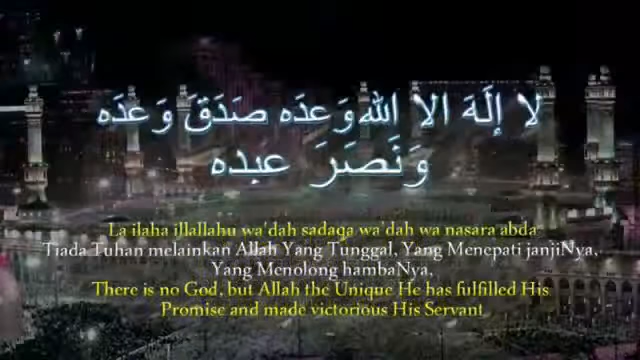 لا إِلَهَ الا اللهُ وَعدَه صَدَقَ وَعدَه
وَنَصَرَ عَبده
La ilaha illallahu wa'dah sadaqa wa'dah wa nasara abda
Tiada Tuhan melainkan Allah Yang Tunggal, Yang Menepati janjiNya,
Yang Menolong hambaNya,
There is no God, but Allah the Unique He has fulfilled His
Promise and made victorious His Servant